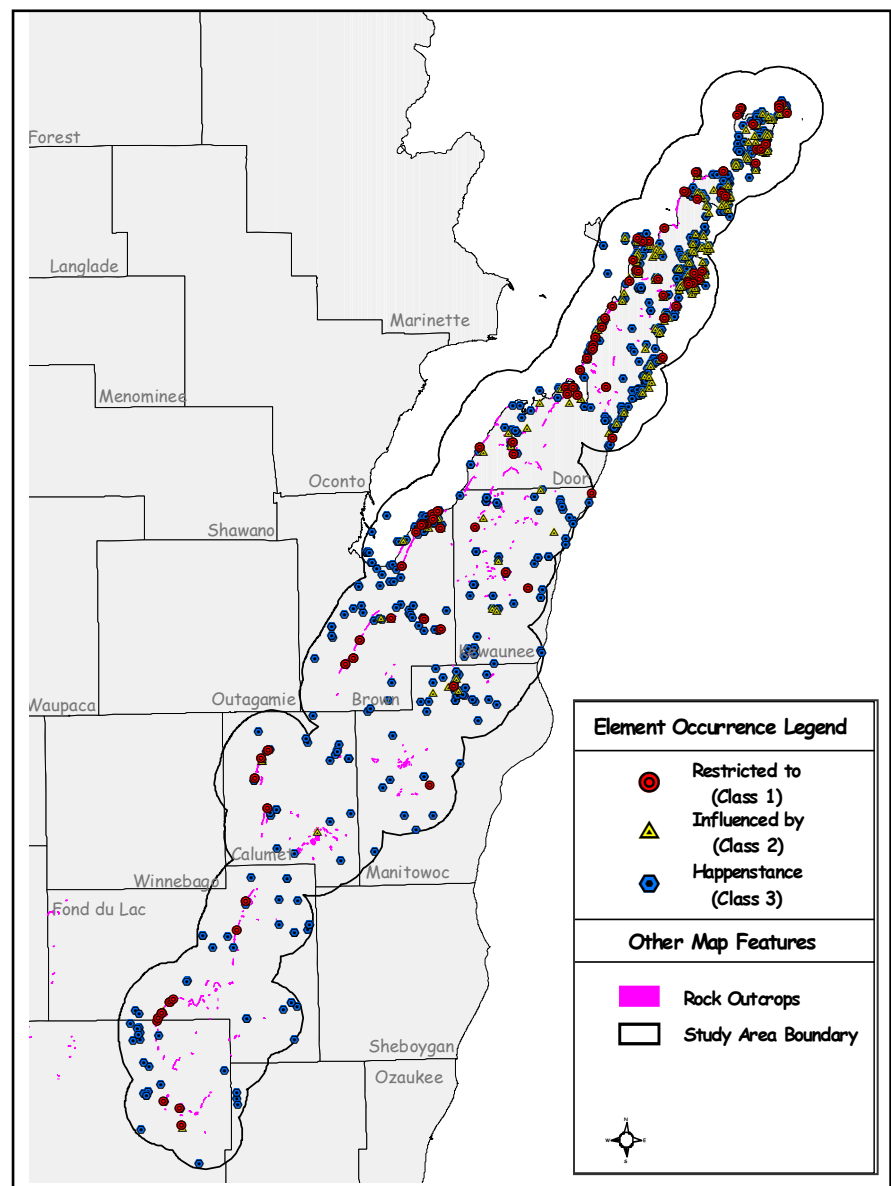 Forest
Langlade
Marinette
Menominee
Oconto
Door
Shawano
Kewaunee
Waupaca
Outagamie
Brown
Calumet
Winnebago
Manitowoc
Fond du Lac
Sheboygan
Ozaukee
Element Occurrence Legend
Restricted to
(Class 1)
Influenced by
(Class 2)
Happenstance
(Class 3)
Other Map Features
Rock Outcrops
Study Area Boundary
N
W E
S